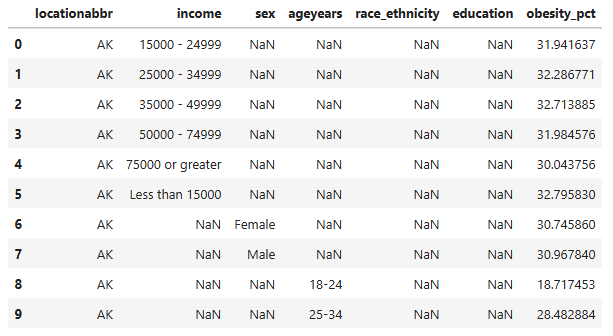 locationabbr income sex ageyears race_ethnicity education obesity_pct
0 AK 15000 - 24999 NaN NaN NaN NaN 31.941637
1 AK 25000 - 34999 NaN NaN NaN NaN 32.286771
2 AK 35000 - 49999 NaN NaN NaN NaN 32.713885
3 AK 50000 - 74999 NaN NaN NaN NaN 31.984576
4 AK 75000 or greater NaN NaN NaN NaN 30.043756
5 AK Less than 15000 NaN NaN NaN NaN 32.795830
6 AK NaN Female NaN NaN NaN 30.745860
7 AK NaN Male NaN NaN NaN 30.967840
8 AK NaN NaN 18-24 NaN NaN 18.717453
9 AK NaN NaN 25-34 NaN NaN 28.482884